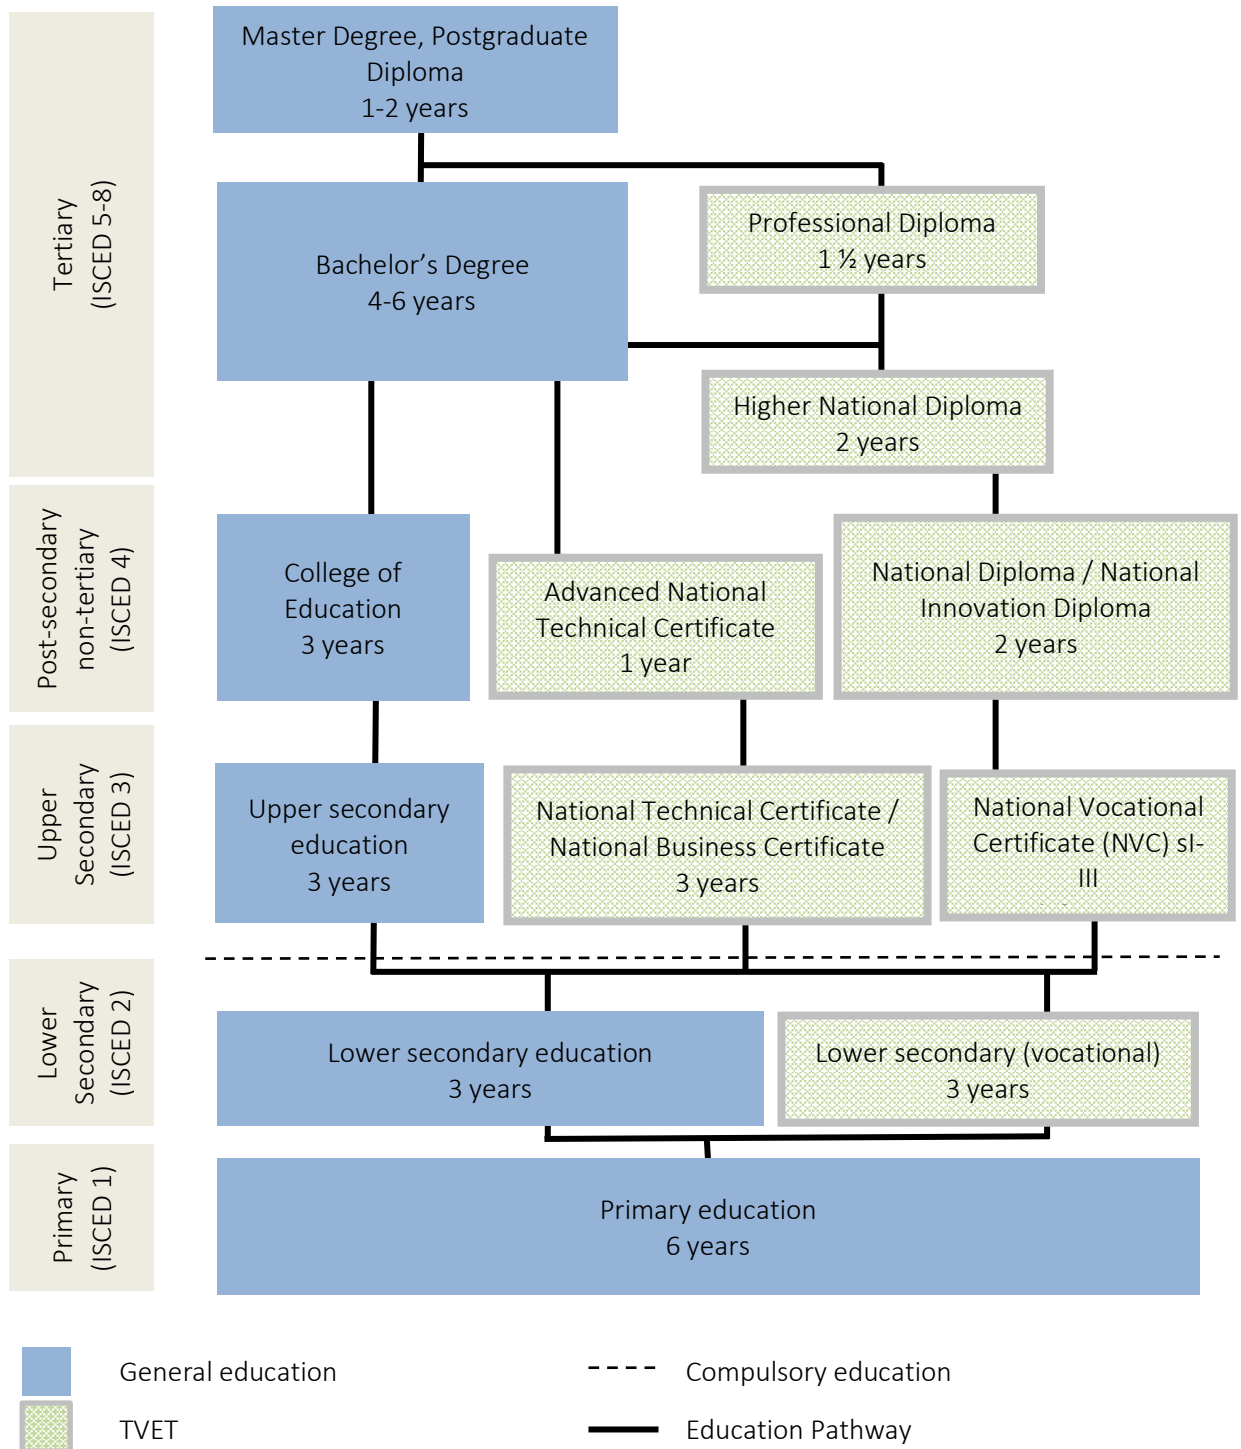 Master Degree, Postgraduate
Diploma
1-2 years
Tertiary
(ISCED 5-8)
Bachelor's Degree
4-6 years
Professional Diploma
1 ½ years
Higher National Diploma
2 years
Post-secondary
non-tertiary
(ISCED 4)
College of
Education
3 years
Advanced National
Technical Certificate
1 year
National Diploma / National
Innovation Diploma
2 years
Upper
Secondary
(ISCED 3)
Upper secondary
education
3 years
National Technical Certificate /
National Business Certificate
3 years
National Vocational
Certificate (NVC) sI-
III
Lower
Secondary
(ISCED 2)
Lower secondary education
3 years
Lower secondary (vocational)
3 years
Primary
(ISCED 1)
Primary education
6 years
General education
Compulsory education
TVET
Education Pathway